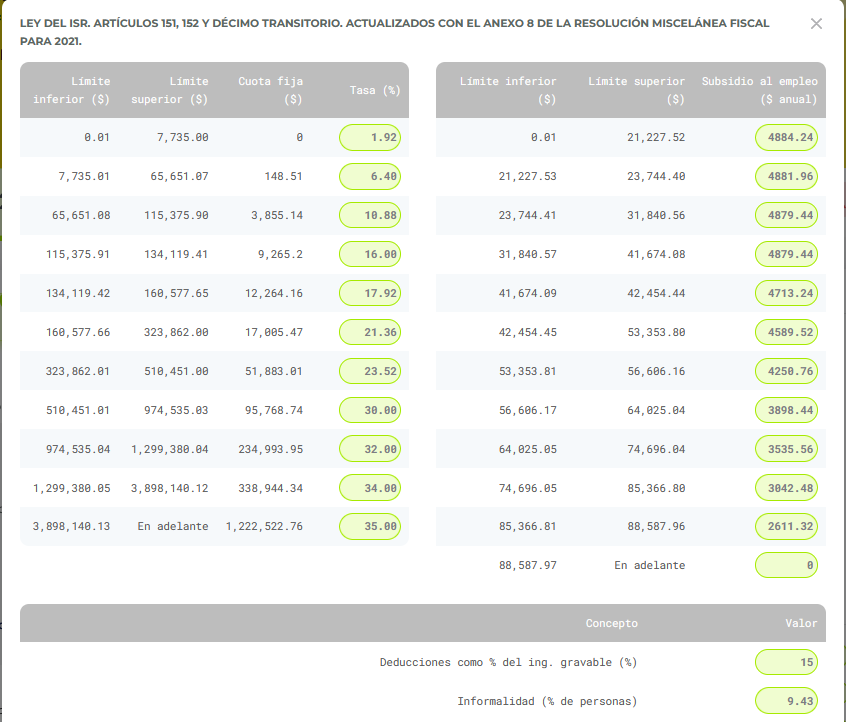 LEY DEL ISR. ARTÍCULOS 151, 152 Y DÉCIMO TRANSITORIO. ACTUALIZADOS CON EL ANEXO 8 DE LA RESOLUCIÓN MISCELÁNEA FISCAL
PARA 2021.
Límite inferior ($) Límite superior ($) Cuota fija ($) Tasa (%)
0.01 7,735.00 0 1.92
7,735.01 65,651.07 148.51 6.40
65,651.08 115,375.90 3,855.14 10.88
115,375.91 134,119.41 9,265.2 16.00
134,119.42 160,577.65 12,264.16 17.92
160,577.66 323,862.00 17,005.47 21.36
323,862.01 510,451.00 51,883.01 23.52
510,451.01 974,535.03 95,768.74 30.00
974,535.04 1,299,380.04 234,993.95 32.00
1,299,380.05 3,898,140.12 338,944.34 34.00
3,898,140.13 En adelante 1,222,522.76 35.00
Límite inferior ($) Límite superior ($) Subsidio al empleo ($ anual)
0.01 21,227.52 4884.24
21,227.53 23,744.40 4881.96
23,744.41 31,840.56 4879.44
31,840.57 41,674.08 4879.44
41,674.09 42,454.44 4713.24
42,454.45 53,353.80 4589.52
53,353.81 56,606.16 4250.76
56,606.17 64,025.04 3898.44
64,025.05 74,696.04 3535.56
74,696.05 85,366.80 3042.48
85,366.81 88,587.96 2611.32
88,587.97 En adelante 0
Concepto Valor
Deducciones como % del ing. gravable (%) 15
Informalidad (% de personas) 9.43